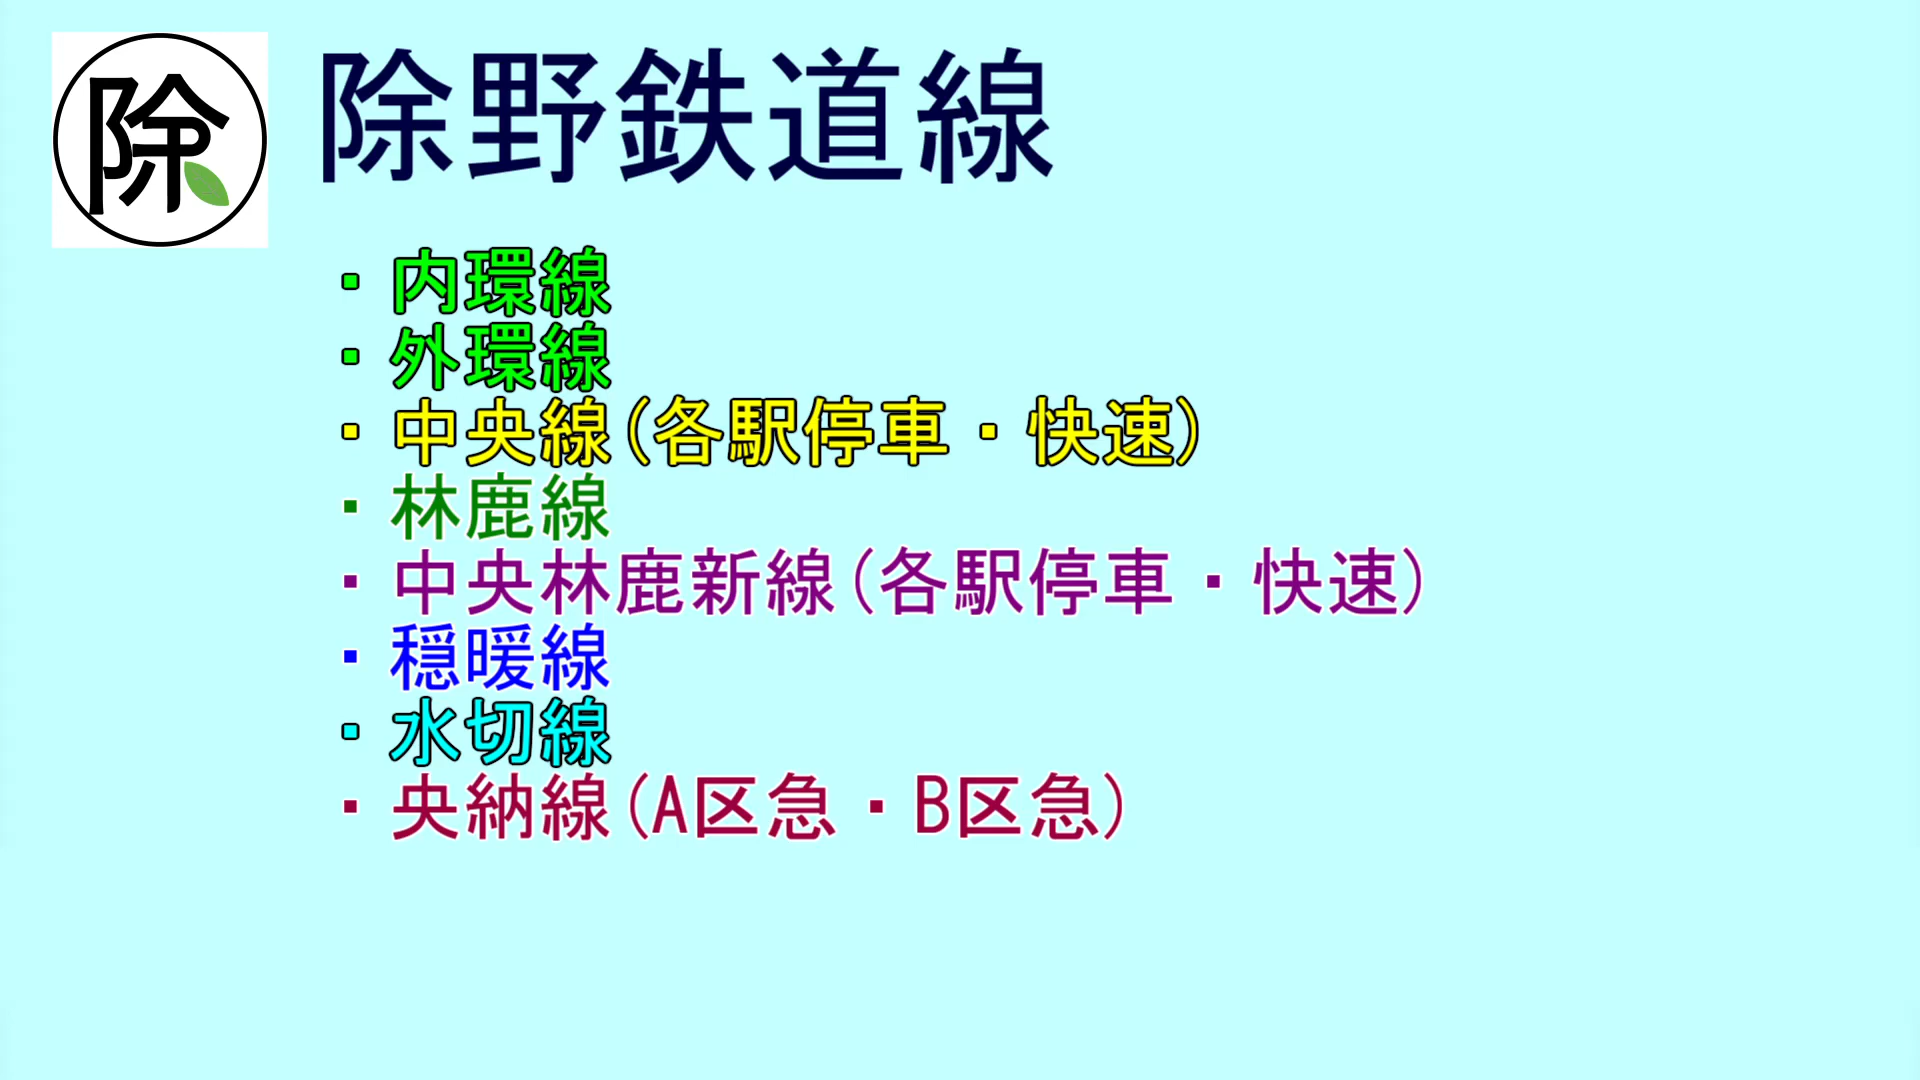 除
除野鉄道線
・内環線
・外環線
・中央線(各駅停車・快速)
・林鹿線
・中央林鹿新線(各駅停車・快速)
・穏暖線
・水切線
・央納線(A区急・B区急)